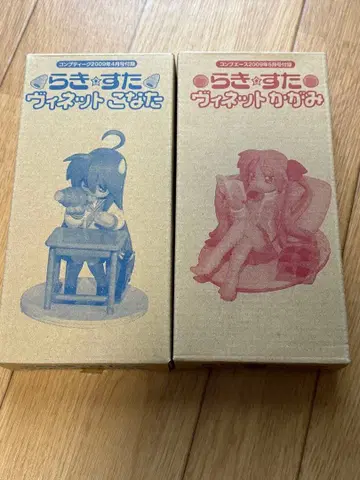 コンプティーク2009年4月号付録
らき☆すた
ヴィネット こなた
コンプエース2009年5月号付録
らき☆すた
ヴィネット かがみ